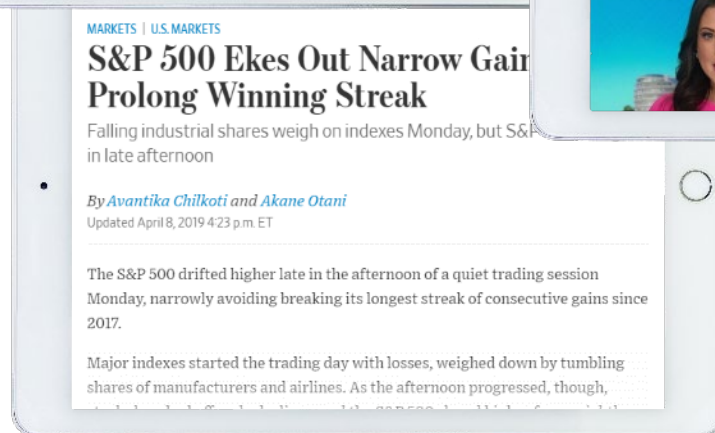 MARKETS | U.S. MARKETS
S&P 500 Ekes Out Narrow
Prolong Winning Streak
Falling industrial shares weigh on indexes Monday, but
in late afternoon
By Avantika Chilkoti and Akane Otani
Updated April 8, 2019 4:23 p.m. ET
The S&P 500 drifted higher late in the afternoon of a quiet trading session
Monday, narrowly avoiding breaking its longest streak of consecutive gains since
2017.
Major indexes started the trading day with losses, weighed down by tumbling
shares of manufacturers and airlines. As the afternoon progressed, though,